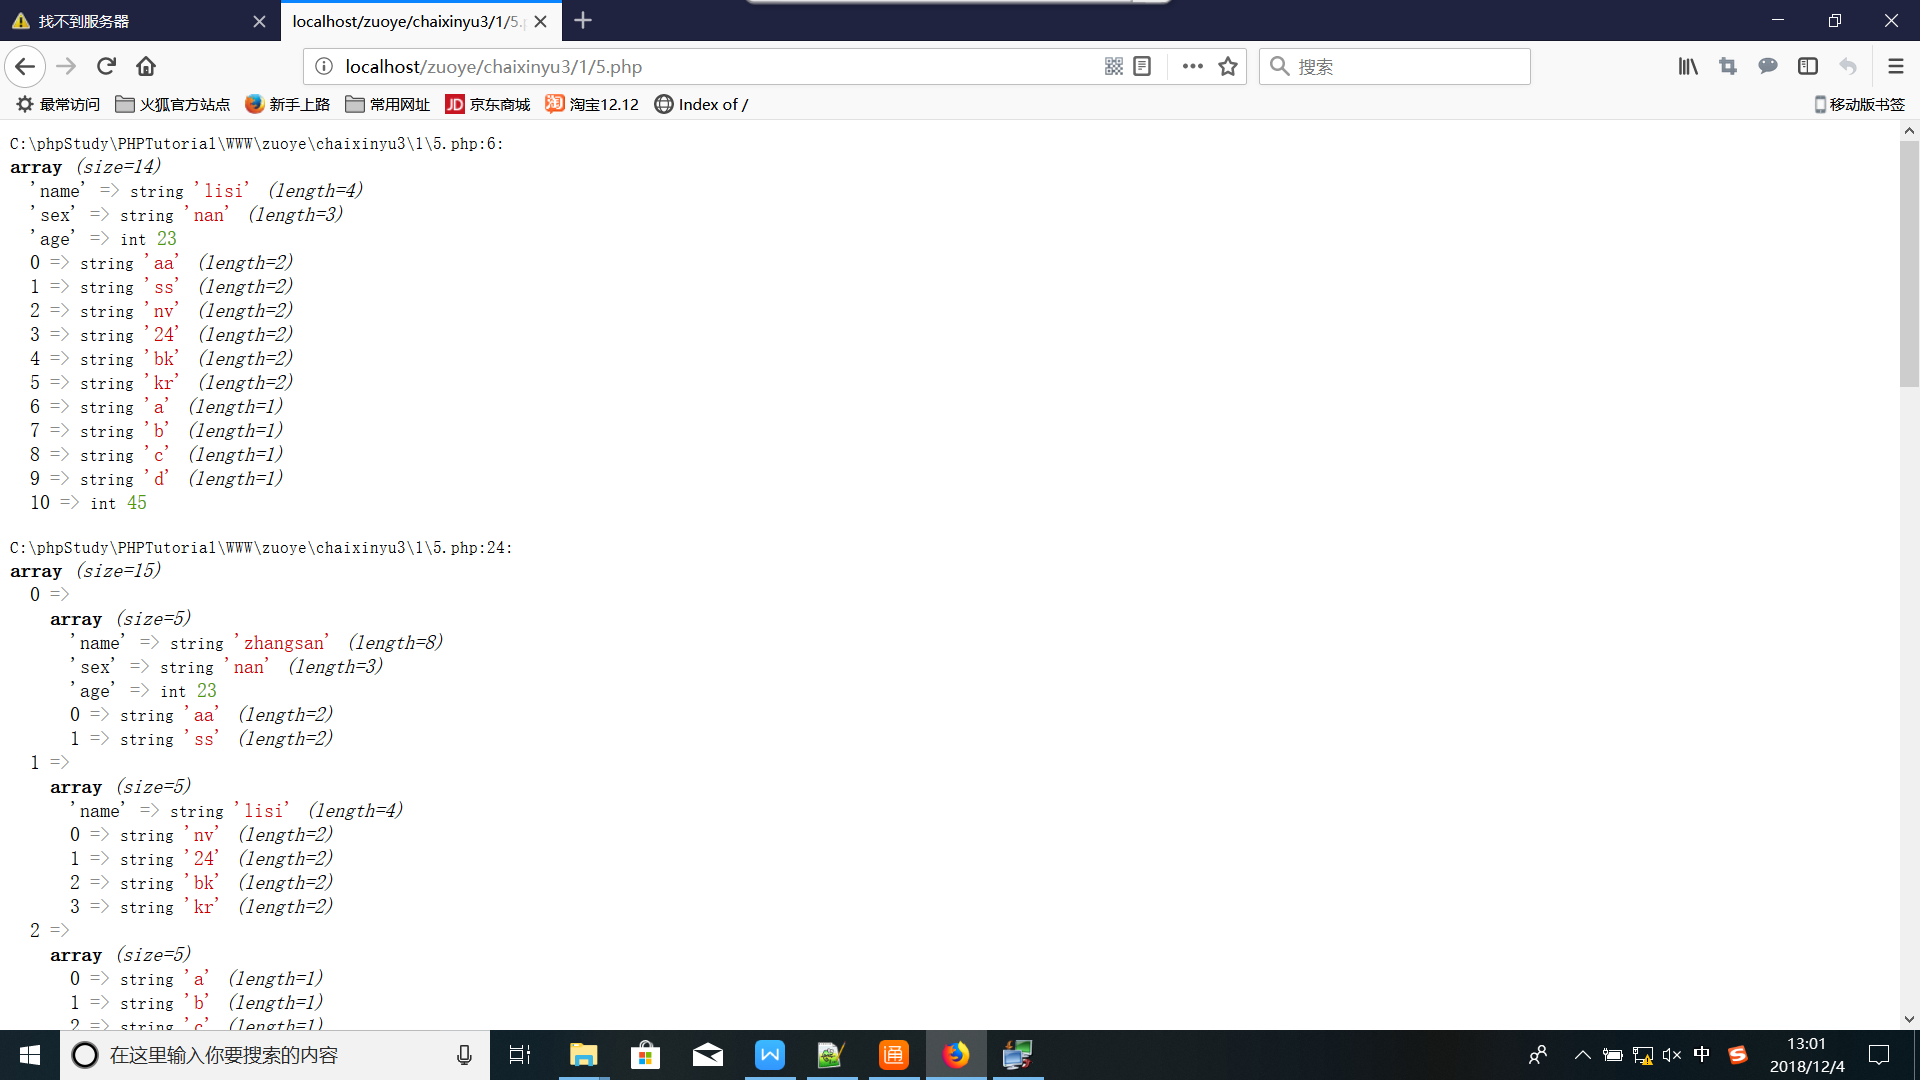 找不到服务器
localhost/zuoye/chaixinyu3/1/5.
localhost/zuoye/chaixinyu3/1/5.php
搜索
最常访问 火狐官方站点 新手上路 常用网址 JD 京东商城 淘 淘宝12.12 Index of / 移动版书签
C:\phpStudy\PHPTutorial\WWW\zuoye\chaixinyu3\1\5.php:6:
array (size=14)
'name' => string 'lisi' (length=4)
'sex' => string 'nan' (length=3)
'age' => int 23
0 => string 'aa' (length=2)
1 => string 'ss' (length=2)
2 => string 'nv' (length=2)
3 => string '24' (length=2)
4 => string 'bk' (length=2)
5 => string 'kr' (length=2)
6 => string 'a' (length=1)
7 => string 'b' (length=1)
8 => string 'c' (length=1)
9 => string 'd' (length=1)
10 => int 45
C:\phpStudy\PHPTutorial\WWW\zuoye\chaixinyu3\1\5.php:24:
array (size=15)
0 =>
array (size=5)
'name' => string 'zhangsan' (length=8)
'sex' => string 'nan' (length=3)
'age' => int 23
0 => string 'aa' (length=2)
1 => string 'ss' (length=2)
1 =>
array (size=5)
'name' => string 'lisi' (length=4)
0 => string 'nv' (length=2)
1 => string '24' (length=2)
2 => string 'bk' (length=2)
3 => string 'kr' (length=2)
2 =>
array (size=5)
0 => string 'a' (length=1)
1 => string 'b' (length=1)
2 => string 'c' (length=1)
在这里输入你要搜索的内容
W
通
中
S
13:01
2018/12/4